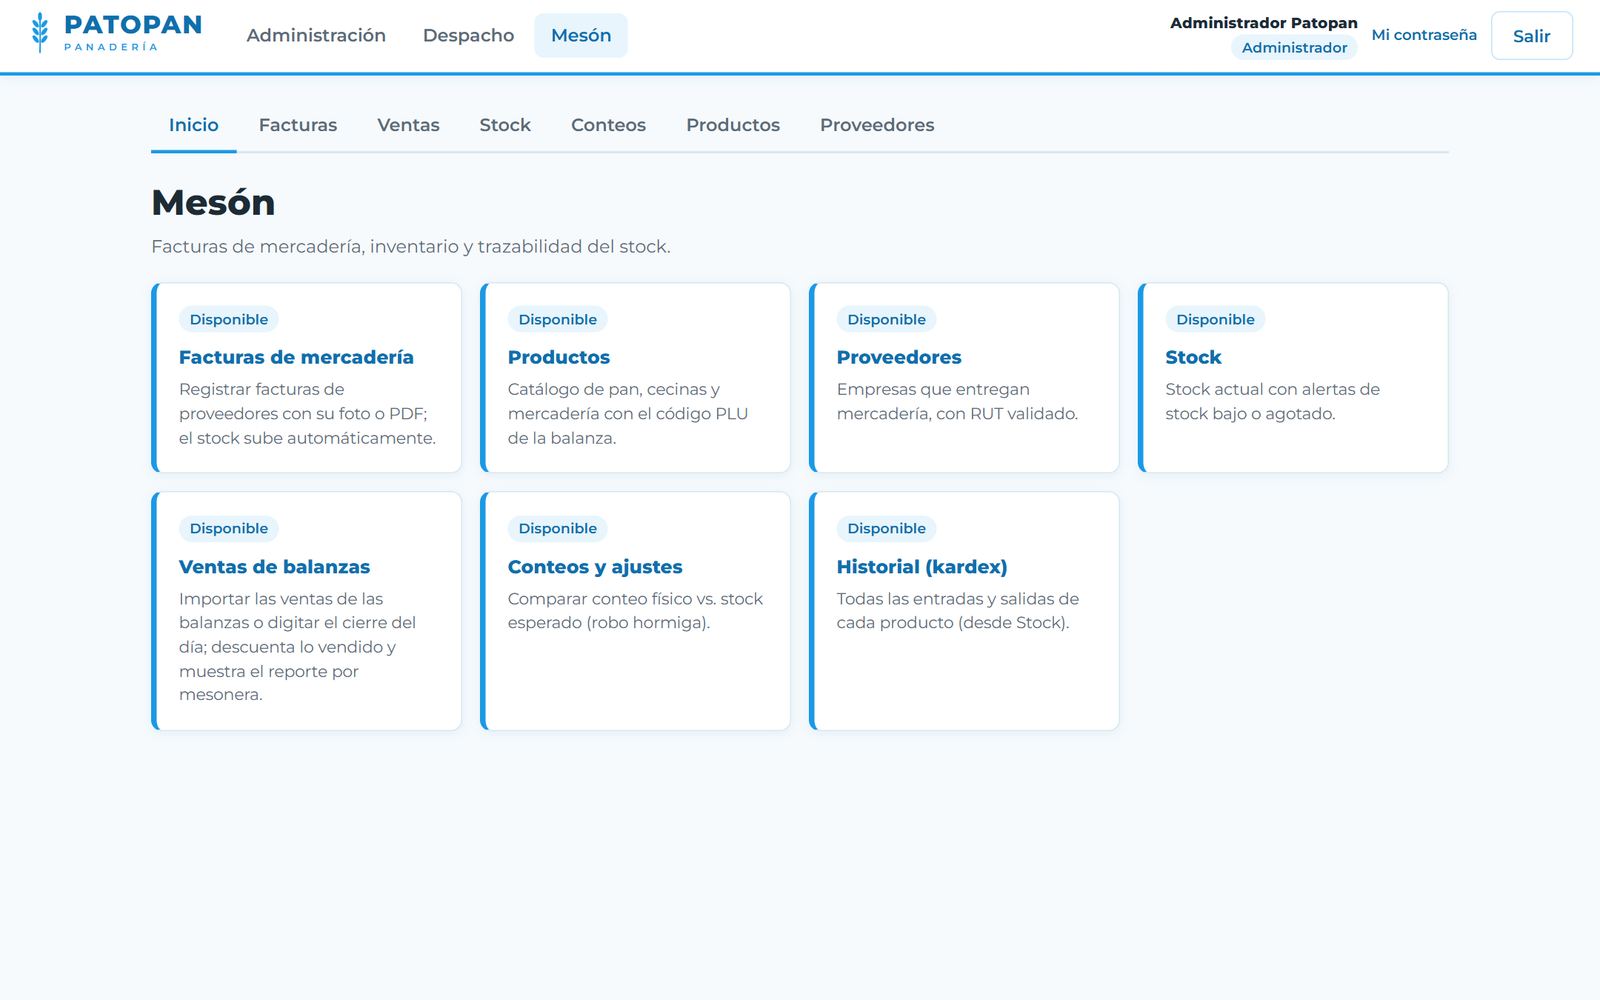 PATOPAN
PANADERÍA
Administración
Despacho
Mesón
Administrador Patopan
Administrador
Mi contraseña
Salir
Inicio
Facturas
Ventas
Stock
Conteos
Productos
Proveedores
Mesón
Facturas de mercadería, inventario y trazabilidad del stock.
Disponible
Facturas de mercadería
Registrar facturas de
proveedores con su foto o PDF;
el stock sube automáticamente.
Disponible
Productos
Catálogo de pan, cecinas y
mercadería con el código PLU
de la balanza.
Disponible
Proveedores
Empresas que entregan
mercadería, con RUT validado.
Disponible
Stock
Stock actual con alertas de
stock bajo o agotado.
Disponible
Ventas de balanzas
Importar las ventas de las
balanzas o digitar el cierre del
día; descuenta lo vendido y
muestra el reporte por
mesonera.
Disponible
Conteos y ajustes
Comparar conteo físico vs. stock
esperado (robo hormiga).
Disponible
Historial (kardex)
Todas las entradas y salidas de
cada producto (desde Stock).